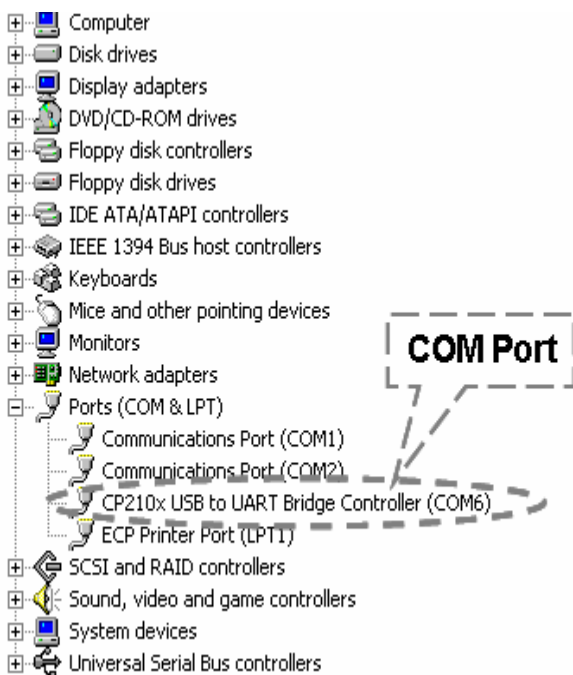 Computer
Disk drives
Display adapters
DVD/CD-ROM drives
Floppy disk controllers
Floppy disk drives
IDE ATA/ATAPI controllers
IEEE 1394 Bus host controllers
Keyboards
Mice and other pointing devices
Monitors
COM Port
Network adapters
Ports (COM & LPT)
Communications Port (COM1)
Communications Port (COM2)
CP210x USB to UART Bridge Controller (COM6)
ECP Printer Port (LPT1)
SCSI and RAID controllers
Sound, video and game controllers
System devices
Universal Serial Bus controllers